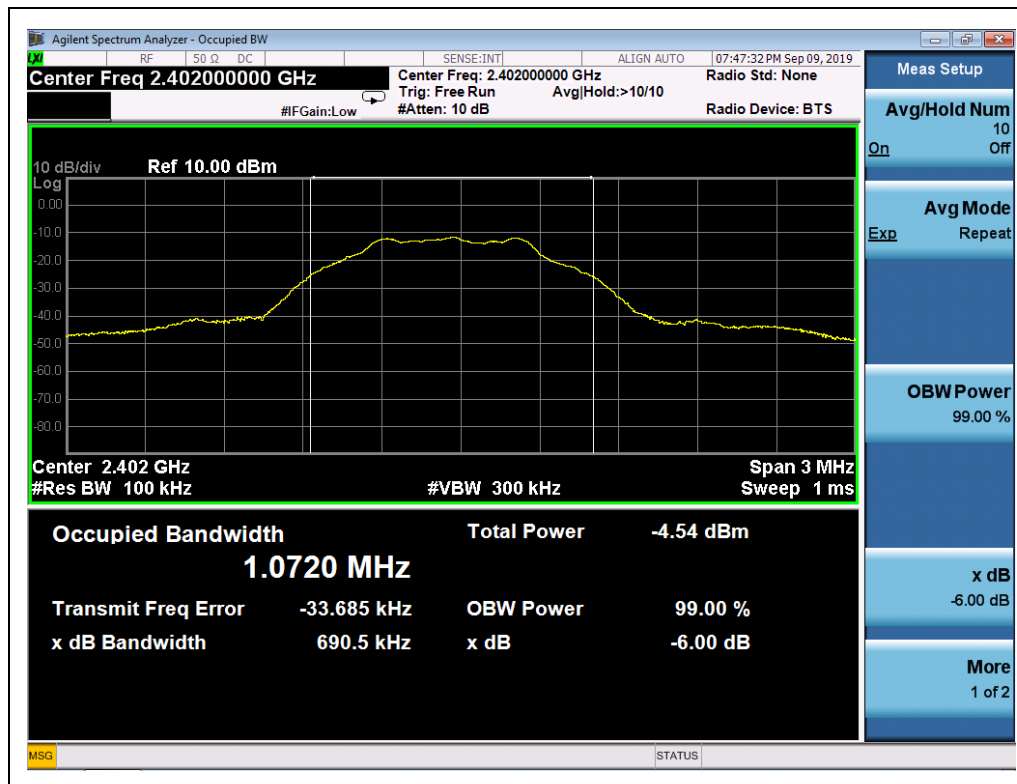 Agilent Spectrum Analyzer - Occupied BW
LXI RF 50 Ω DC SENSE:INT ALIGN AUTO 07:47:32 PM Sep 09, 2019
Center Freq 2.402000000 GHz
Center Freq: 2.402000000 GHz Radio Std: None
Trig: Free Run Avg|Hold:>10/10
#IFGain:Low #Atten: 10 dB Radio Device: BTS
10 dB/div Ref 10.00 dBm
Log
0.00
-10.0
-20.0
-30.0
-40.0
-50.0
-60.0
-70.0
-80.0
Center 2.402 GHz Span 3 MHz
#Res BW 100 kHz #VBW 300 kHz Sweep 1 ms
Occupied Bandwidth Total Power -4.54 dBm
1.0720 MHz
Transmit Freq Error -33.685 kHz OBW Power 99.00 %
x dB Bandwidth 690.5 kHz x dB -6.00 dB
Meas Setup
Avg/Hold Num
10
On Off
Avg Mode
Exp Repeat
OBW Power
99.00 %
x dB
-6.00 dB
More
1 of 2
MSG STATUS